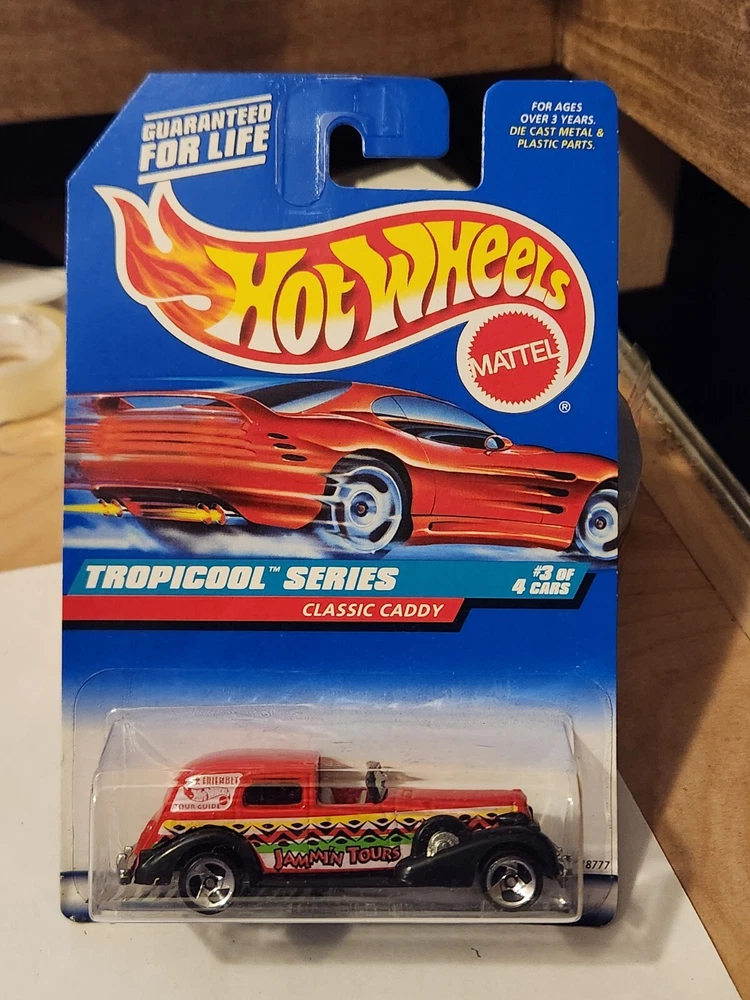 GUARANTEED
FOR LIFE
FOR AGES
OVER 3 YEARS.
DIE CAST METAL &
PLASTIC PARTS.
HOT WHEELS
MATTEL
®
TROPICOOL™ SERIES
#3 OF
4 CARS
CLASSIC CADDY
A FRIENDLY
TOUR GUIDE
JAMMIN TOURS
18777